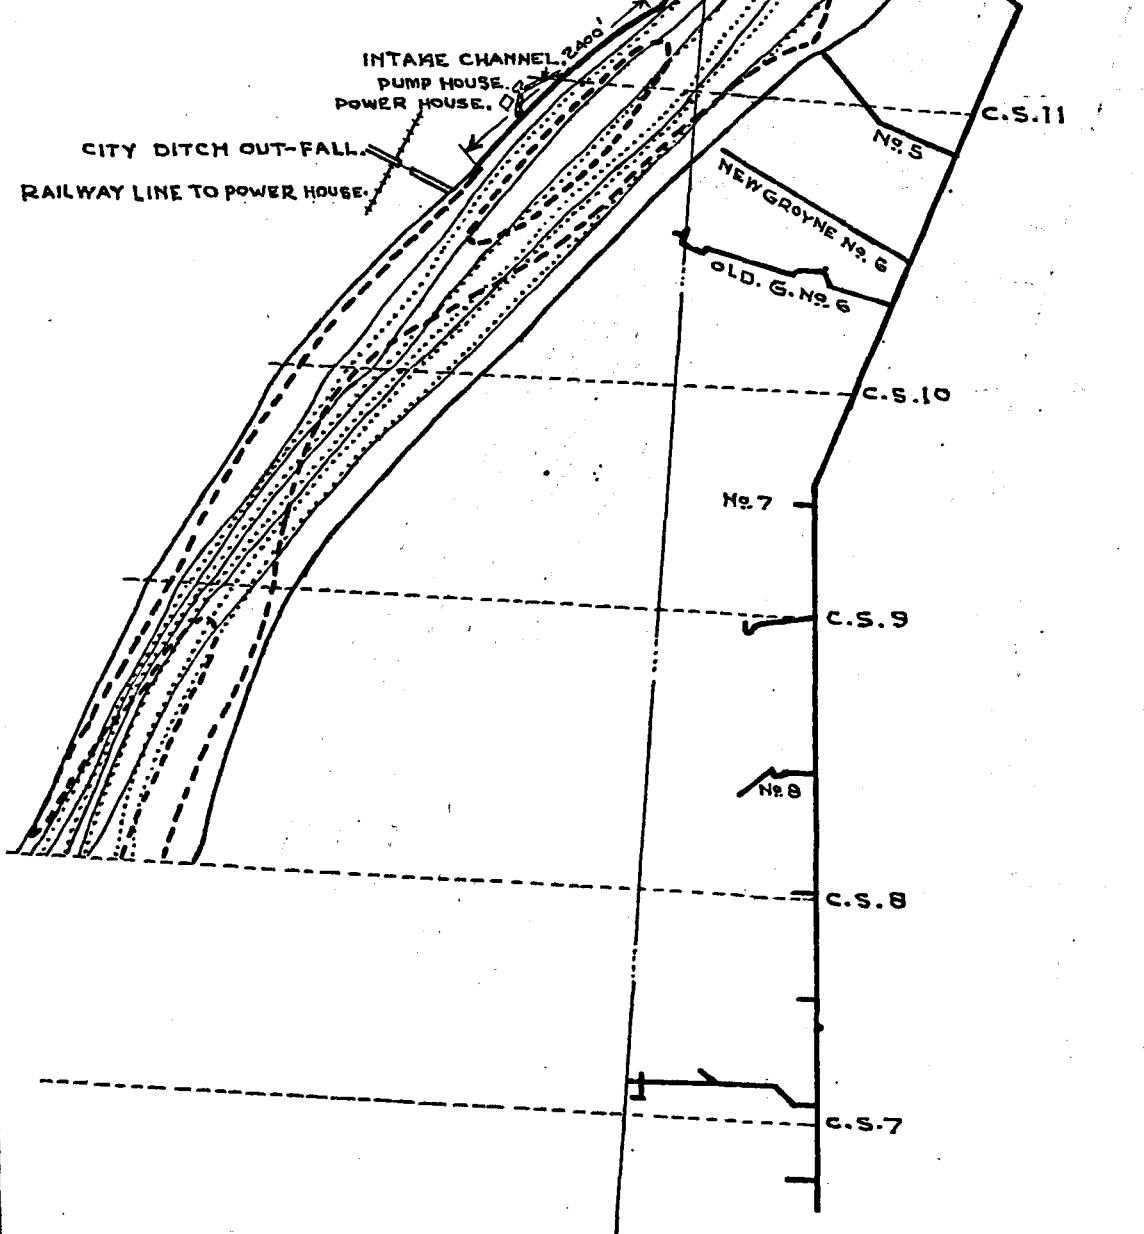 2400'
INTAKE CHANNEL.
PUMP HOUSE.
POWER HOUSE.
C.S.11
No. 5
CITY DITCH OUT-FALL.
RAILWAY LINE TO POWER HOUSE.
NEW GROYNE No. 6
OLD. G. No. 6
C.S.10
No. 7
C.S.9
No. 8
C.S.8
C.S.7